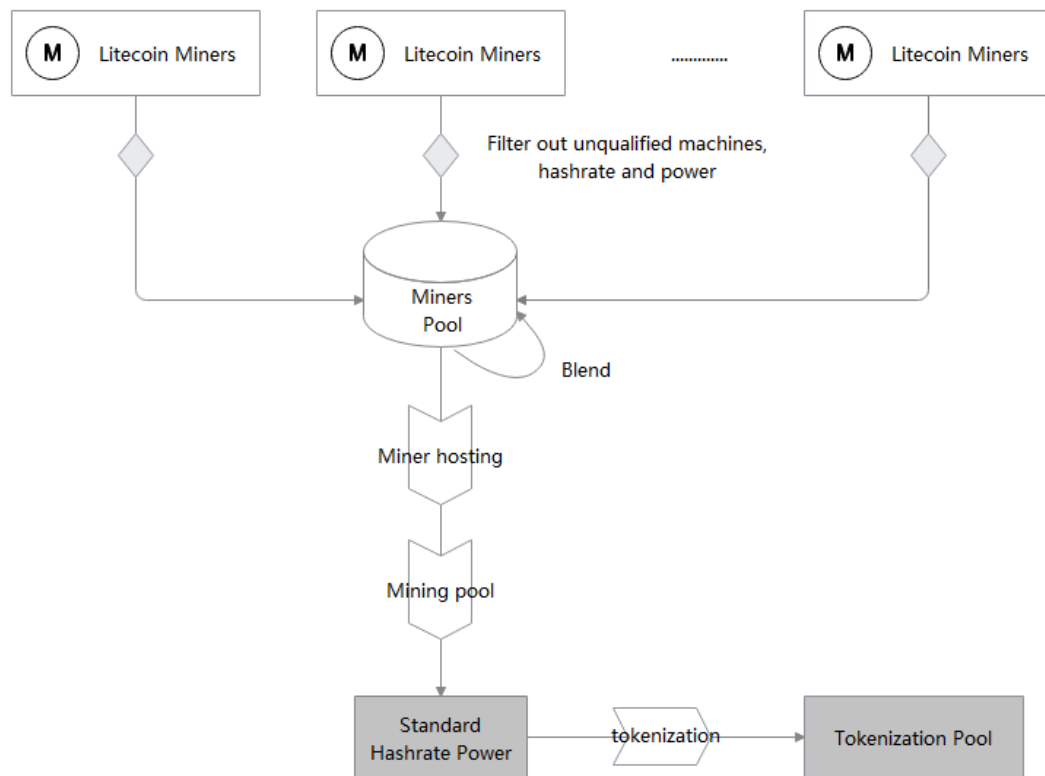 M Litecoin Miners
M Litecoin Miners
.............
M Litecoin Miners
Filter out unqualified machines,
hashrate and power
Miners
Pool
Blend
Miner hosting
Mining pool
Standard
Hashrate Power
tokenization
Tokenization Pool